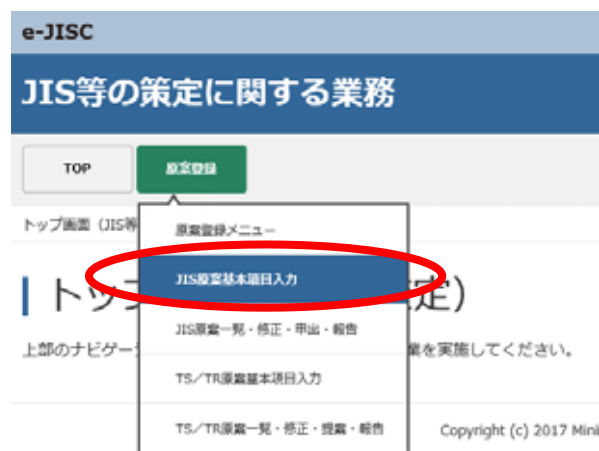 e-JISC
JIS等の策定に関する業務
TOP
原案登録
トップ画面（JIS等
原案登録メニュー
JIS原案基本項目入力
トップ
定）
JIS原案一覧・修正・申出・報告
上部のナビゲー
業を実施してください。
TS／TR原案基本項目入力
TS／TR原案一覧・修正・提案・報告
Copyright (c) 2017 Mini